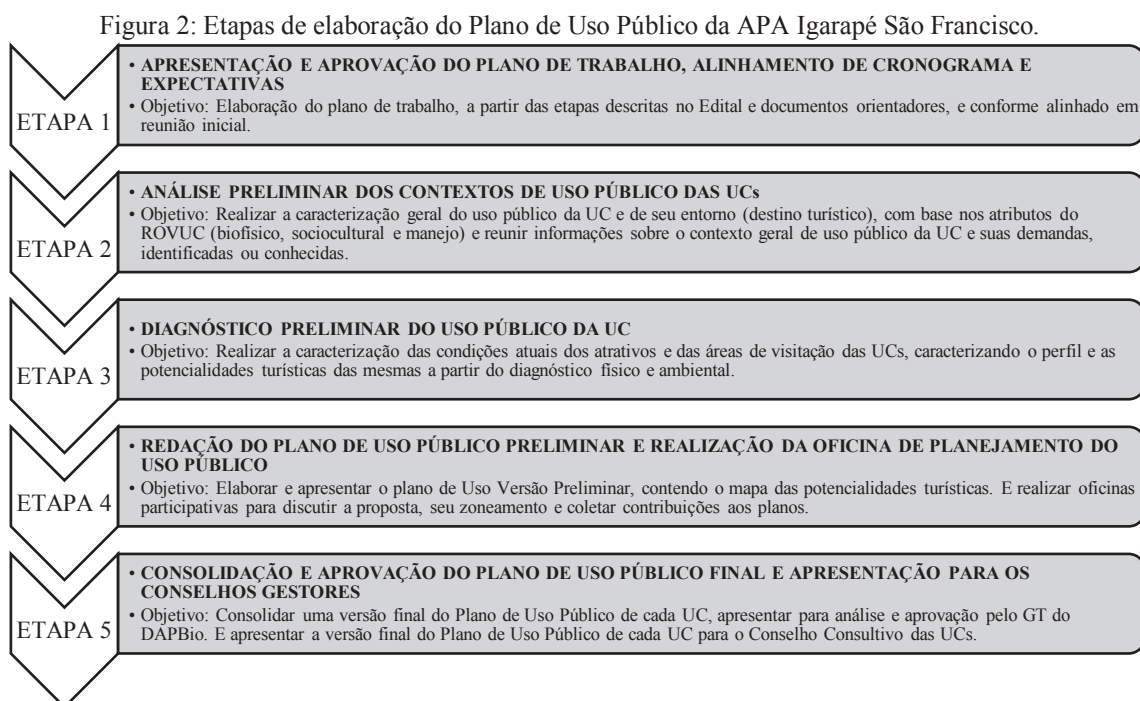 Figura 2: Etapas de elaboração do Plano de Uso Público da APA Igarapé São Francisco.
ETAPA 1
• APRESENTAÇÃO E APROVAÇÃO DO PLANO DE TRABALHO, ALINHAMENTO DE CRONOGRAMA E
EXPECTATIVAS
• Objetivo: Elaboração do plano de trabalho, a partir das etapas descritas no Edital e documentos orientadores, e conforme alinhado em
reunião inicial.
ETAPA 2
• ANÁLISE PRELIMINAR DOS CONTEXTOS DE USO PÚBLICO DAS UCs
• Objetivo: Realizar a caracterização geral do uso público da UC e de seu entorno (destino turístico), com base nos atributos do
ROVUC (biofísico, sociocultural e manejo) e reunir informações sobre o contexto geral de uso público da UC e suas demandas,
identificadas ou conhecidas.
ETAPA 3
• DIAGNÓSTICO PRELIMINAR DO USO PÚBLICO DA UC
• Objetivo: Realizar a caracterização das condições atuais dos atrativos e das áreas de visitação das UCs, caracterizando o perfil e as
potencialidades turísticas das mesmas a partir do diagnóstico físico e ambiental.
ETAPA 4
• REDAÇÃO DO PLANO DE USO PÚBLICO PRELIMINAR E REALIZAÇÃO DA OFICINA DE PLANEJAMENTO DO
USO PÚBLICO
• Objetivo: Elaborar e apresentar o plano de Uso Versão Preliminar, contendo o mapa das potencialidades turísticas. E realizar oficinas
participativas para discutir a proposta, seu zoneamento e coletar contribuições aos planos.
ETAPA 5
• CONSOLIDAÇÃO E APROVAÇÃO DO PLANO DE USO PÚBLICO FINAL E APRESENTAÇÃO PARA OS
CONSELHOS GESTORES
• Objetivo: Consolidar uma versão final do Plano de Uso Público de cada UC, apresentar para análise e aprovação pelo GT do
DAPBio. E apresentar a versão final do Plano de Uso Público de cada UC para o Conselho Consultivo das UCs.